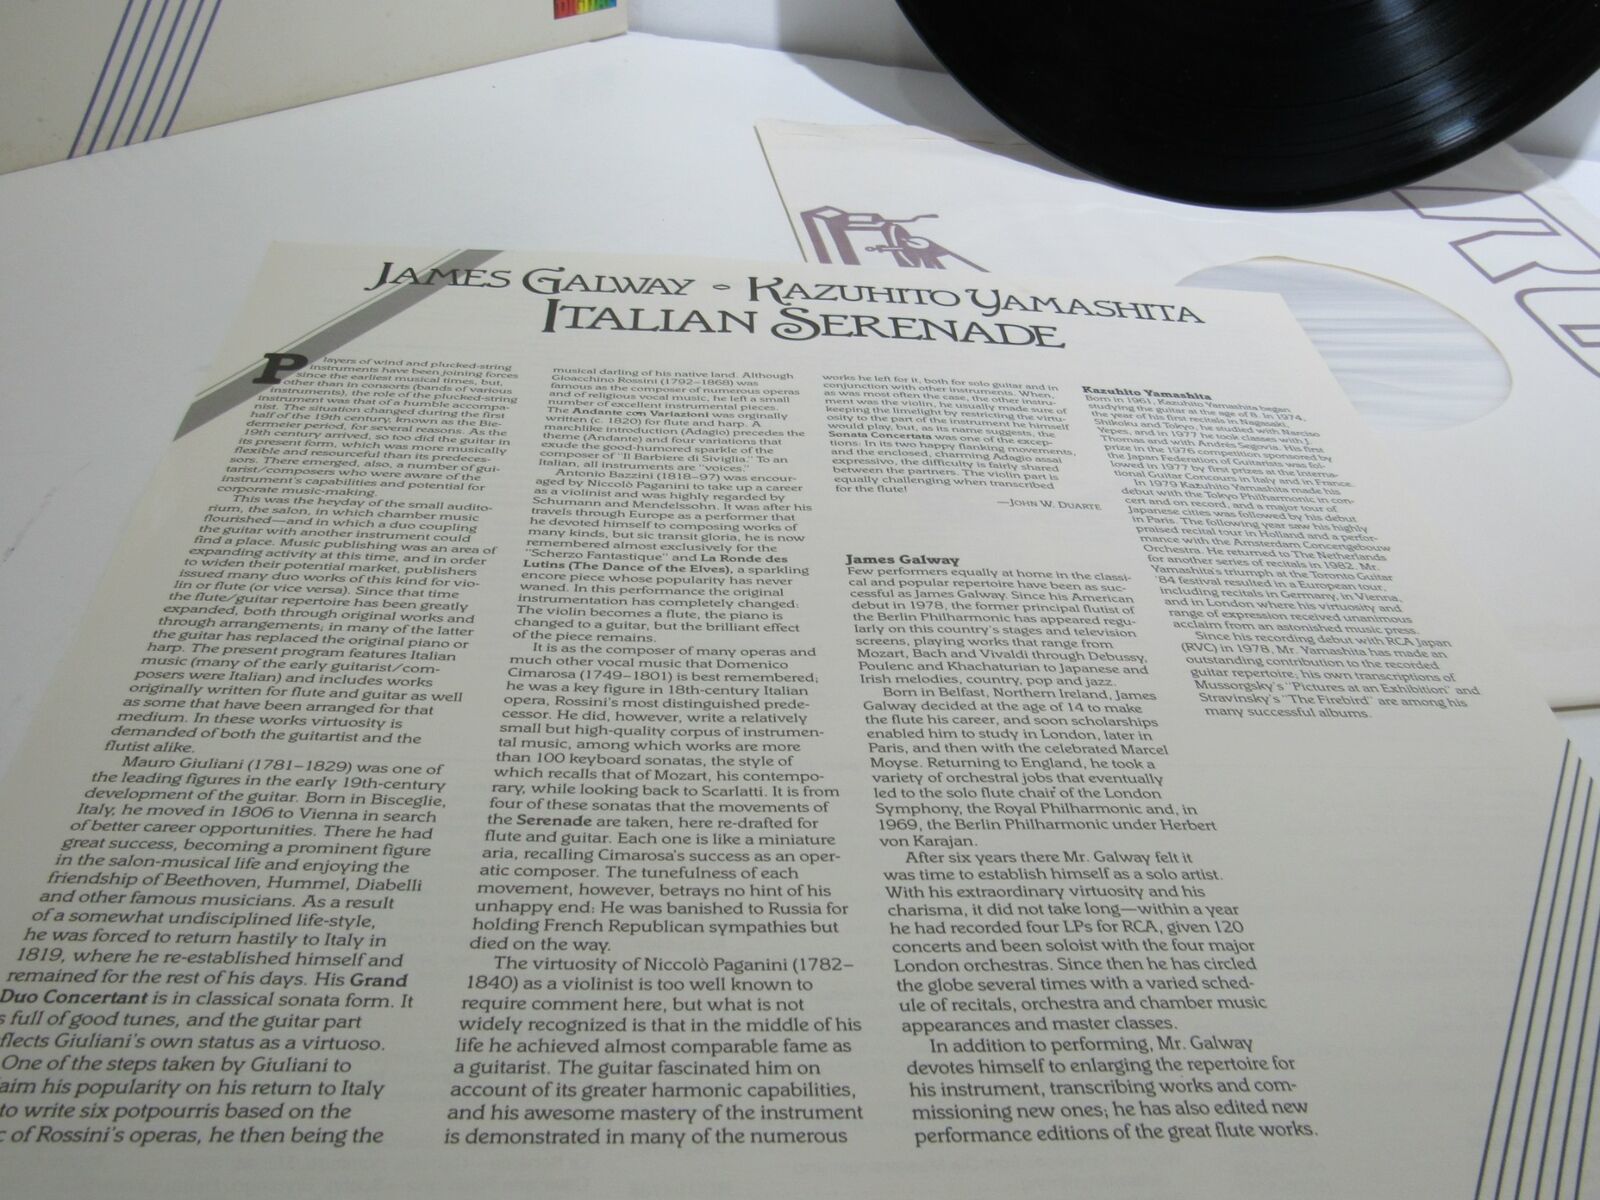 DIGITAL
JAMES GALWAY - KAZUHITO YAMASHITA
ITALIAN SERENADE
Players of wind and plucked-string
instruments have been joining forces
since the earliest musical times, but,
other than in consorts (bands of various
instruments), the role of the plucked-string
instrument was that of a humble accompa-
nist. The situation changed during the first
half of the 19th century, known as the Bie-
dermeier period, for several reasons. As the
19th century arrived, so too did the guitar in
its present form, which was more musically
flexible and resourceful than its predeces-
sors. There emerged, also, a number of gui-
tarist/composers who were aware of the
instrument's capabilities and potential for
corporate music-making.
This was the heyday of the small audito-
rium, the salon, in which chamber music
flourished—and in which a duo coupling
the guitar with another instrument could
find a place. Music publishing was an area of
expanding activity at this time, and in order
to widen their potential market, publishers
issued many duo works of this kind for vio-
lin or flute (or vice versa). Since that time
the flute/guitar repertoire has been greatly
expanded, both through original works and
through arrangements; in many of the latter
the guitar has replaced the original piano or
harp. The present program features Italian
music (many of the early guitarist/com-
posers were Italian) and includes works
originally written for flute and guitar as well
as some that have been arranged for that
medium. In these works virtuosity is
demanded of both the guitartist and the
flutist alike.
Mauro Giuliani (1781–1829) was one of
the leading figures in the early 19th-century
development of the guitar. Born in Bisceglie,
Italy, he moved in 1806 to Vienna in search
of better career opportunities. There he had
great success, becoming a prominent figure
in the salon-musical life and enjoying the
friendship of Beethoven, Hummel, Diabelli
and other famous musicians. As a result
of a somewhat undisciplined life-style,
he was forced to return hastily to Italy in
1819, where he re-established himself and
remained for the rest of his days. His Grand
Duo Concertant is in classical sonata form. It
s full of good tunes, and the guitar part
flects Giuliani's own status as a virtuoso.
One of the steps taken by Giuliani to
aim his popularity on his return to Italy
to write six potpourris based on the
c of Rossini's operas, he then being the
musical darling of his native land. Although
Gioacchino Rossini (1792–1868) was
famous as the composer of numerous operas
and of religious vocal music, he left a small
number of excellent instrumental pieces.
The Andante con Variazioni was originally
written (c. 1820) for flute and harp. A
marchlike introduction (Adagio) precedes the
theme (Andante) and four variations that
exude the good-humored sparkle of the
composer of "Il Barbiere di Siviglia." To an
Italian, all instruments are "voices."
Antonio Bazzini (1818–97) was encour-
aged by Niccolò Paganini to take up a career
as a violinist and was highly regarded by
Schumann and Mendelssohn. It was after his
travels through Europe as a performer that
he devoted himself to composing works of
many kinds, but sic transit gloria, he is now
remembered almost exclusively for the
"Scherzo Fantastique" and La Ronde des
Lutins (The Dance of the Elves), a sparkling
encore piece whose popularity has never
waned. In this performance the original
instrumentation has completely changed:
The violin becomes a flute, the piano is
changed to a guitar, but the brilliant effect
of the piece remains.
It is as the composer of many operas and
much other vocal music that Domenico
Cimarosa (1749–1801) is best remembered;
he was a key figure in 18th-century Italian
opera, Rossini's most distinguished prede-
cessor. He did, however, write a relatively
small but high-quality corpus of instrumen-
tal music, among which works are more
than 100 keyboard sonatas, the style of
which recalls that of Mozart, his contempo-
rary, while looking back to Scarlatti. It is from
four of these sonatas that the movements of
the Serenade are taken, here re-drafted for
flute and guitar. Each one is like a miniature
aria, recalling Cimarosa's success as an oper-
atic composer. The tunefulness of each
movement, however, betrays no hint of his
unhappy end: He was banished to Russia for
holding French Republican sympathies but
died on the way.
The virtuosity of Niccolò Paganini (1782–
1840) as a violinist is too well known to
require comment here, but what is not
widely recognized is that in the middle of his
life he achieved almost comparable fame as
a guitarist. The guitar fascinated him on
account of its greater harmonic capabilities,
and his awesome mastery of the instrument
is demonstrated in many of the numerous
works he left for it, both for solo guitar and in
conjunction with other instruments. When,
as was most often the case, the other instru-
ment was the violin, he usually made sure of
keeping the limelight by restricting the virtu-
osity to the part of the instrument he himself
would play, but, as its name suggests, the
Sonata Concertata was one of the excep-
tions: In its two happy flanking movements,
and the enclosed, charming Adagio assai
expressivo, the difficulty is fairly shared
between the partners. The violin part is
equally challenging when transcribed
for the flute!
—JOHN W. DUARTE
James Galway
Few performers equally at home in the classi-
cal and popular repertoire have been as suc-
cessful as James Galway. Since his American
debut in 1978, the former principal flutist of
the Berlin Philharmonic has appeared regu-
larly on this country's stages and television
screens, playing works that range from
Mozart, Bach and Vivaldi through Debussy,
Poulenc and Khachaturian to Japanese and
Irish melodies, country, pop and jazz.
Born in Belfast, Northern Ireland, James
Galway decided at the age of 14 to make
the flute his career, and soon scholarships
enabled him to study in London, later in
Paris, and then with the celebrated Marcel
Moyse. Returning to England, he took a
variety of orchestral jobs that eventually
led to the solo flute chair of the London
Symphony, the Royal Philharmonic and, in
1969, the Berlin Philharmonic under Herbert
von Karajan.
After six years there Mr. Galway felt it
was time to establish himself as a solo artist.
With his extraordinary virtuosity and his
charisma, it did not take long—within a year
he had recorded four LPs for RCA, given 120
concerts and been soloist with the four major
London orchestras. Since then he has circled
the globe several times with a varied sched-
ule of recitals, orchestra and chamber music
appearances and master classes.
In addition to performing, Mr. Galway
devotes himself to enlarging the repertoire for
his instrument, transcribing works and com-
missioning new ones; he has also edited new
performance editions of the great flute works.
Kazuhito Yamashita
Born in 1961, Kazuhito Yamashita began
studying the guitar at the age of 8. In 1974,
the year of his first recitals in Nagasaki,
Shikoku and Tokyo, he studied with Narciso
Yepes, and in 1977 he took classes with J.
Thomas and with Andrés Segovia. His first
prize in the 1976 competition sponsored by
the Japan Federation of Guitarists was fol-
lowed in 1977 by first prizes at the Interna-
tional Guitar Concours in Italy and in France.
In 1979 Kazuhito Yamashita made his
debut with the Tokyo Philharmonic, in con-
cert and on record, and a major tour of
Japanese cities was followed by his debut
in Paris. The following year saw his highly
praised recital tour in Holland and a perfor-
mance with the Amsterdam Concertgebouw
Orchestra. He returned to The Netherlands
for another series of recitals in 1982. Mr.
Yamashita's triumph at the Toronto Guitar
'84 festival resulted in a European tour,
including recitals in Germany, in Vienna,
and in London where his virtuosity and
range of expression received unanimous
acclaim from an astonished music press.
Since his recording debut with RCA Japan
(RVC) in 1978, Mr. Yamashita has made an
outstanding contribution to the recorded
guitar repertoire; his own transcriptions of
Mussorgsky's "Pictures at an Exhibition" and
Stravinsky's "The Firebird" are among his
many successful albums.